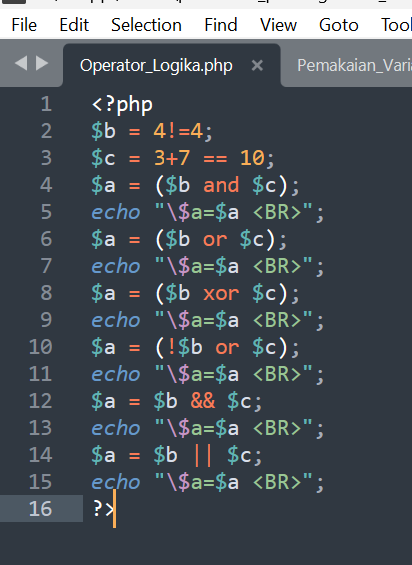 File Edit Selection Find View Goto
Operator_Logika.php × Pemakaian_Varia
1 <?php
2 $b = 4!=4;
3 $c = 3+7 == 10;
4 $a = ($b and $c);
5 echo "\$a=$a <BR>";
6 $a = ($b or $c);
7 echo "\$a=$a <BR>";
8 $a = ($b xor $c);
9 echo "\$a=$a <BR>";
10 $a = (!$b or $c);
11 echo "\$a=$a <BR>";
12 $a = $b && $c;
13 echo "\$a=$a <BR>";
14 $a = $b || $c;
15 echo "\$a=$a <BR>";
16 ?>